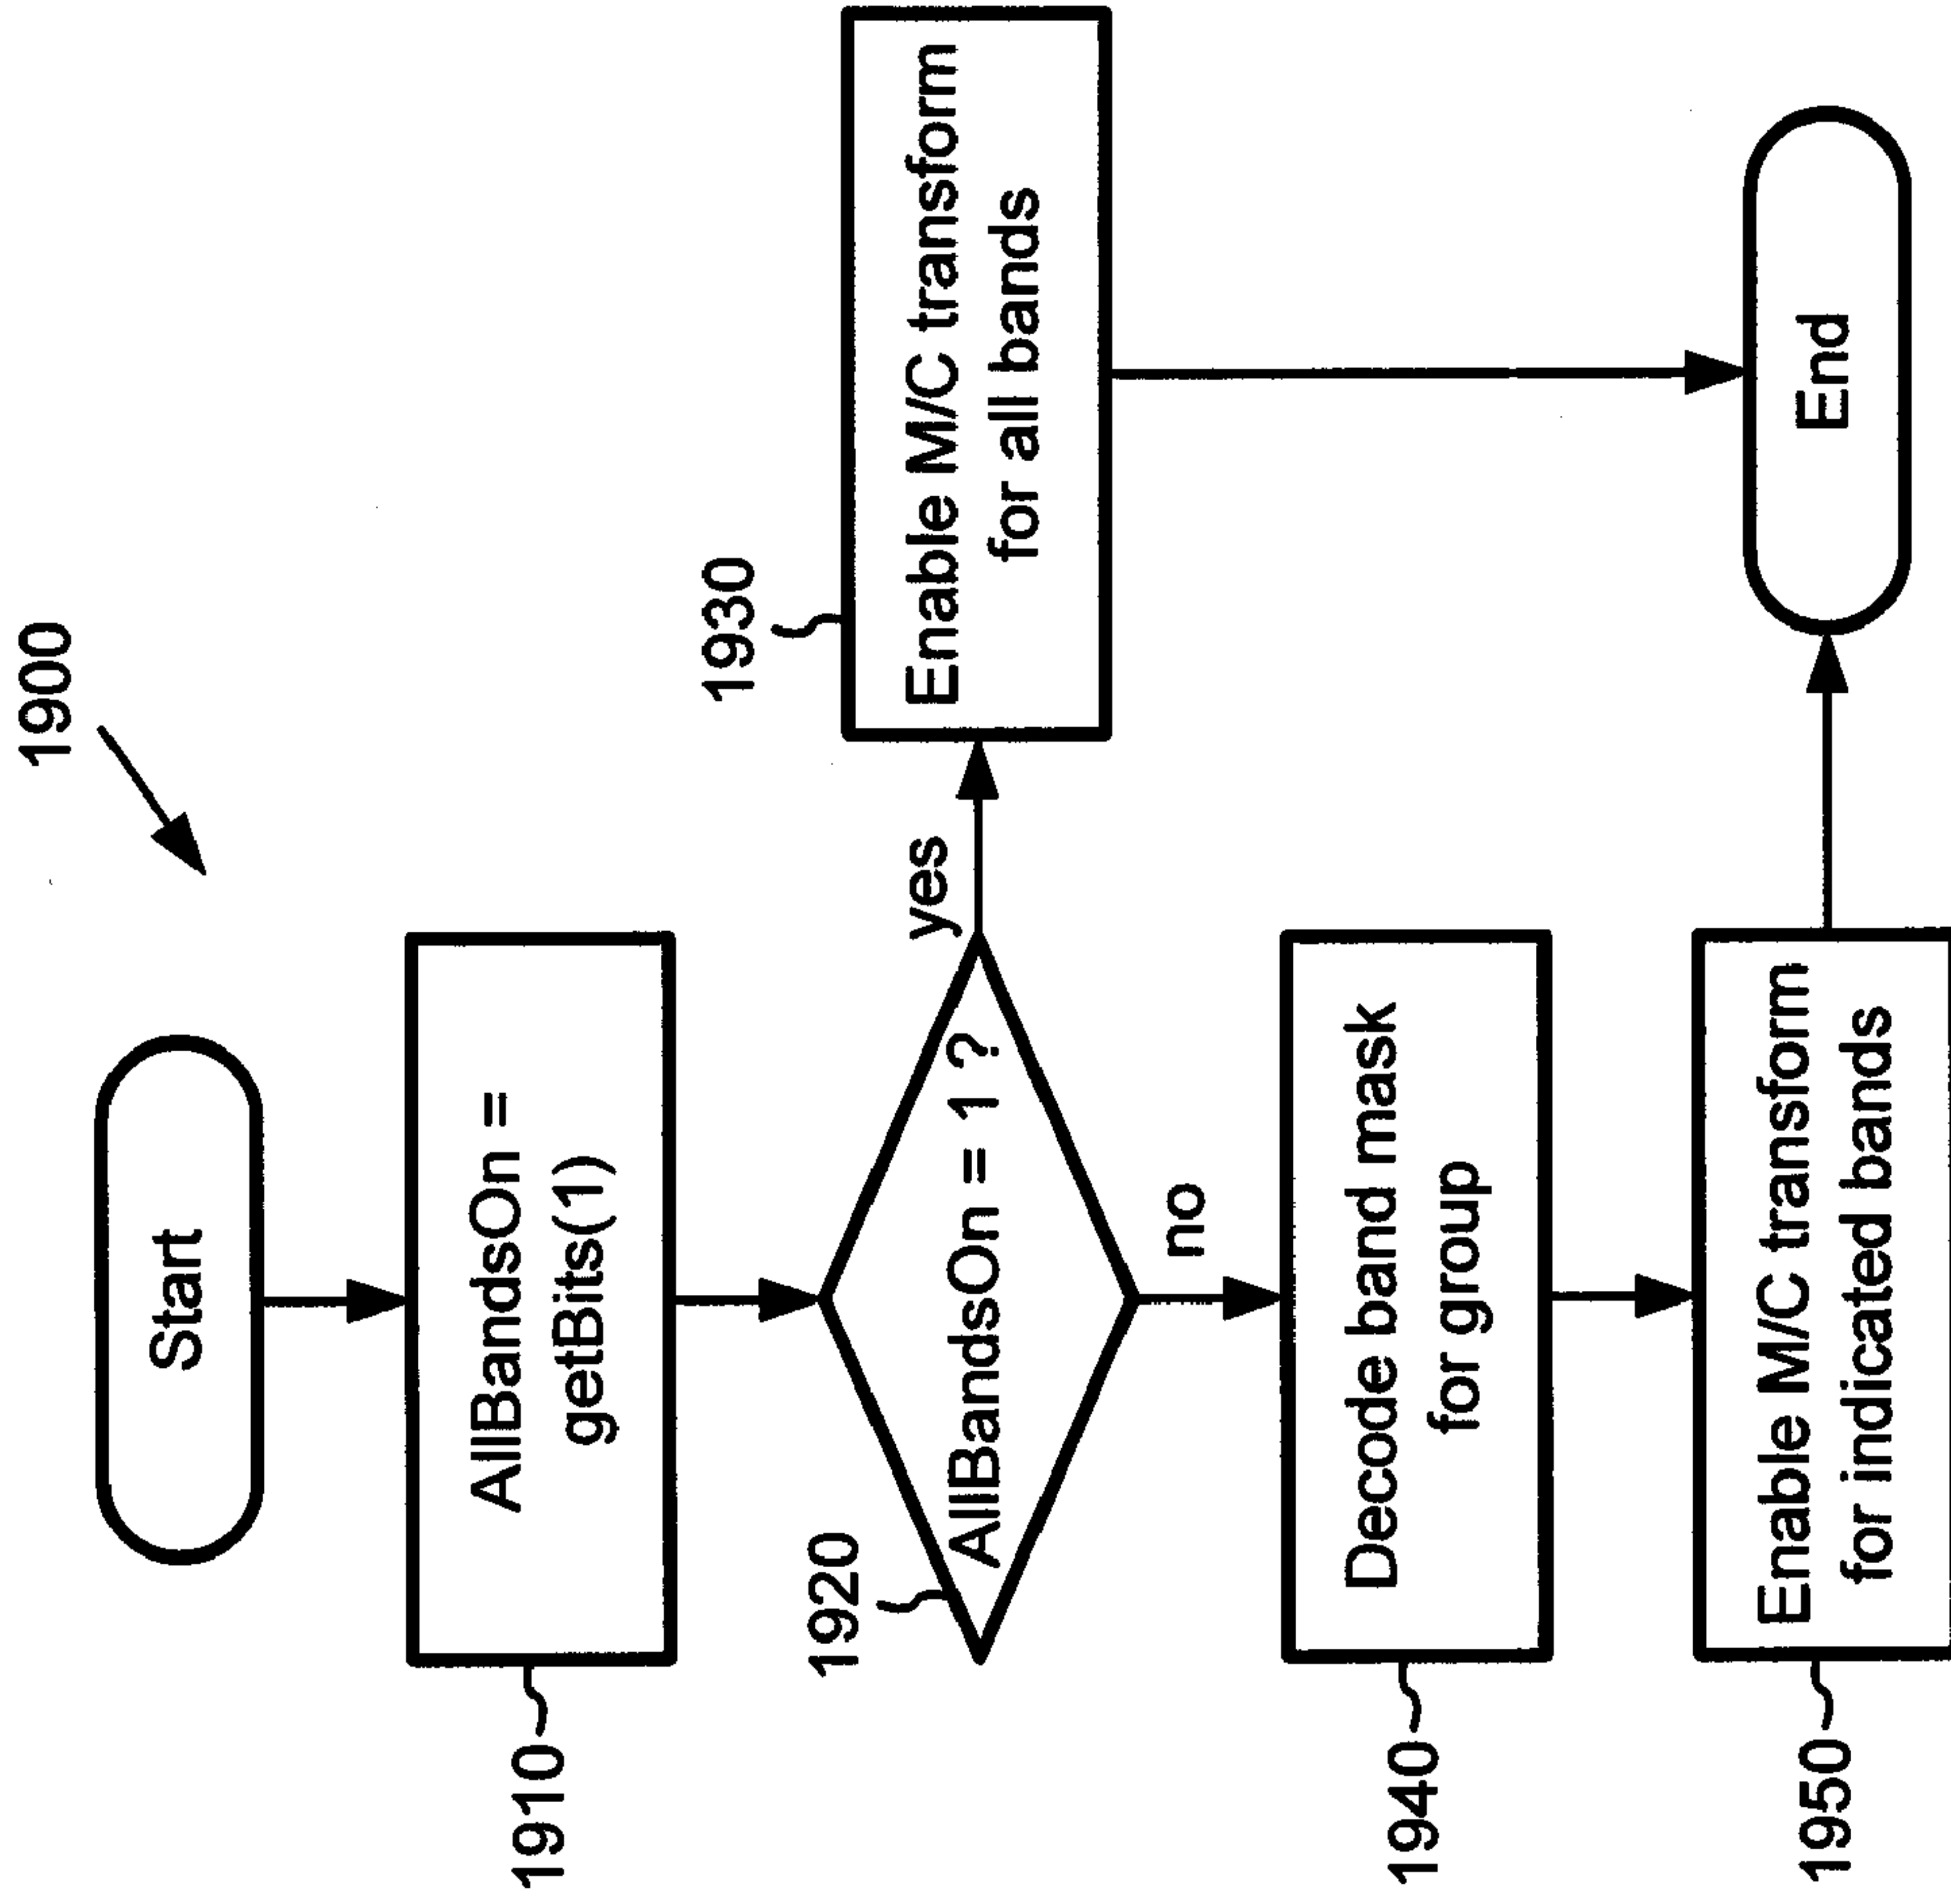 1900
Start
1910
AllBandsOn =
getBits(1)
1920
AllBandsOn = 1 ?
yes
1930
Enable M/C transform
for all bands
no
1940
Decode band mask
for group
1950
Enable M/C transform
for indicated bands
End